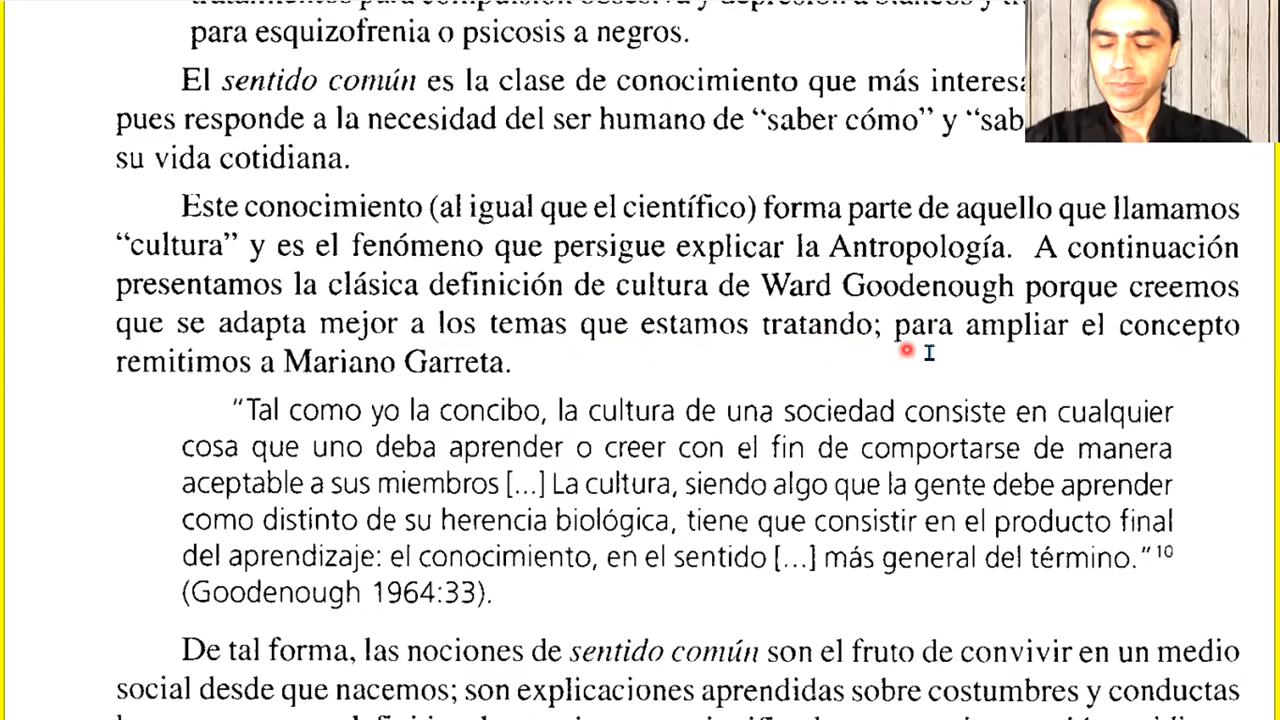 para esquizofrenia o psicosis a negros.
El sentido común es la clase de conocimiento que más interesa
pues responde a la necesidad del ser humano de “saber cómo” y
su vida cotidiana.
Este conocimiento (al igual que el científico) forma parte de aquello que llamamos
“cultura” y es el fenómeno que persigue explicar la Antropología. A continuación
presentamos la clásica definición de cultura de Ward Goodenough porque creemos
que se adapta mejor a los temas que estamos tratando; para ampliar el concepto
remitimos a Mariano Garreta.
“Tal como yo la concibo, la cultura de una sociedad consiste en cualquier
cosa que uno deba aprender o creer con el fin de comportarse de manera
aceptable a sus miembros [...] La cultura, siendo algo que la gente debe aprender
como distinto de su herencia biológica, tiene que consistir en el producto final
del aprendizaje: el conocimiento, en el sentido [...] más general del término.” 10
(Goodenough 1964:33).
De tal forma, las nociones de sentido común son el fruto de convivir en un medio
social desde que nacemos; son explicaciones aprendidas sobre costumbres y conductas